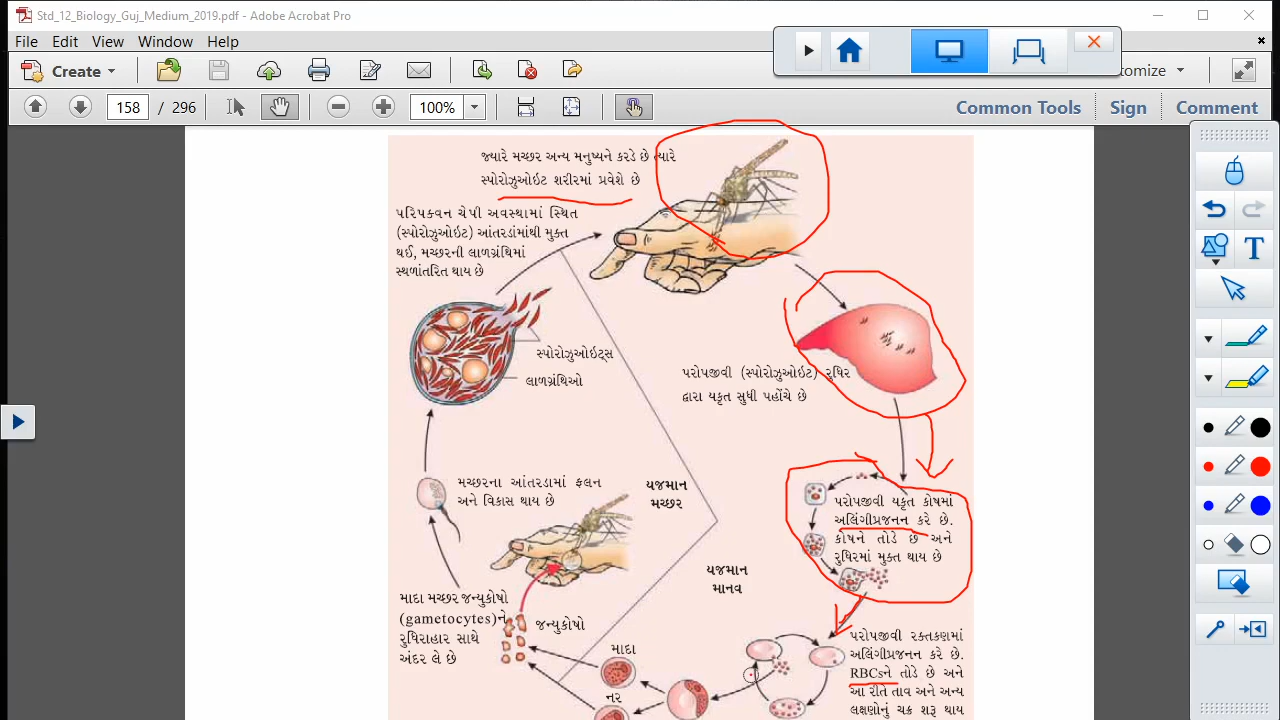 Std_12_Biology_Guj_Medium_2019.pdf - Adobe Acrobat Pro
File Edit View Window Help
Create
tomize
158 / 296
100%
Common Tools Sign Comment
જ્યારે મચ્છર અન્ય મનુષ્યને કરડે છે ત્યારે
સ્પોરોઝુઓઇટ શરીરમાં પ્રવેશે છે
પરિપક્વન ચેપી અવસ્થામાં સ્થિત
(સ્પોરોઝુઓઇટ) આંતરડાંમાંથી મુક્ત
થઈ, મચ્છરની લાળગ્રંથિમાં
સ્થળાંતરિત થાય છે
સ્પોરોઝુઓઇટ્સ
લાળગ્રંથીઓ
પરોપજીવી (સ્પોરોઝુઓઇટ) રુધિર
દ્વારા યકૃત સુધી પહોંચે છે
મચ્છરના આંતરડામાં ફલન
અને વિકાસ થાય છે
યજમાન
મચ્છર
પરોપજીવી યકૃત કોષમાં
અલિંગીપ્રજનન કરે છે.
કોષને તોડે છે અને
રુધિરમાં મુક્ત થાય છે
યજમાન
માનવ
માદા મચ્છર જન્યુકોષો
(gametocytes)ને
રુધિરાહાર સાથે
અંદર લે છે
જન્યુકોષો
માદા
નર
પરોપજીવી રક્તકણમાં
અલિંગીપ્રજનન કરે છે.
RBCsને તોડે છે અને
આ રીતે તાવ અને અન્ય
લક્ષણોનું ચક્ર શરૂ થાય
T